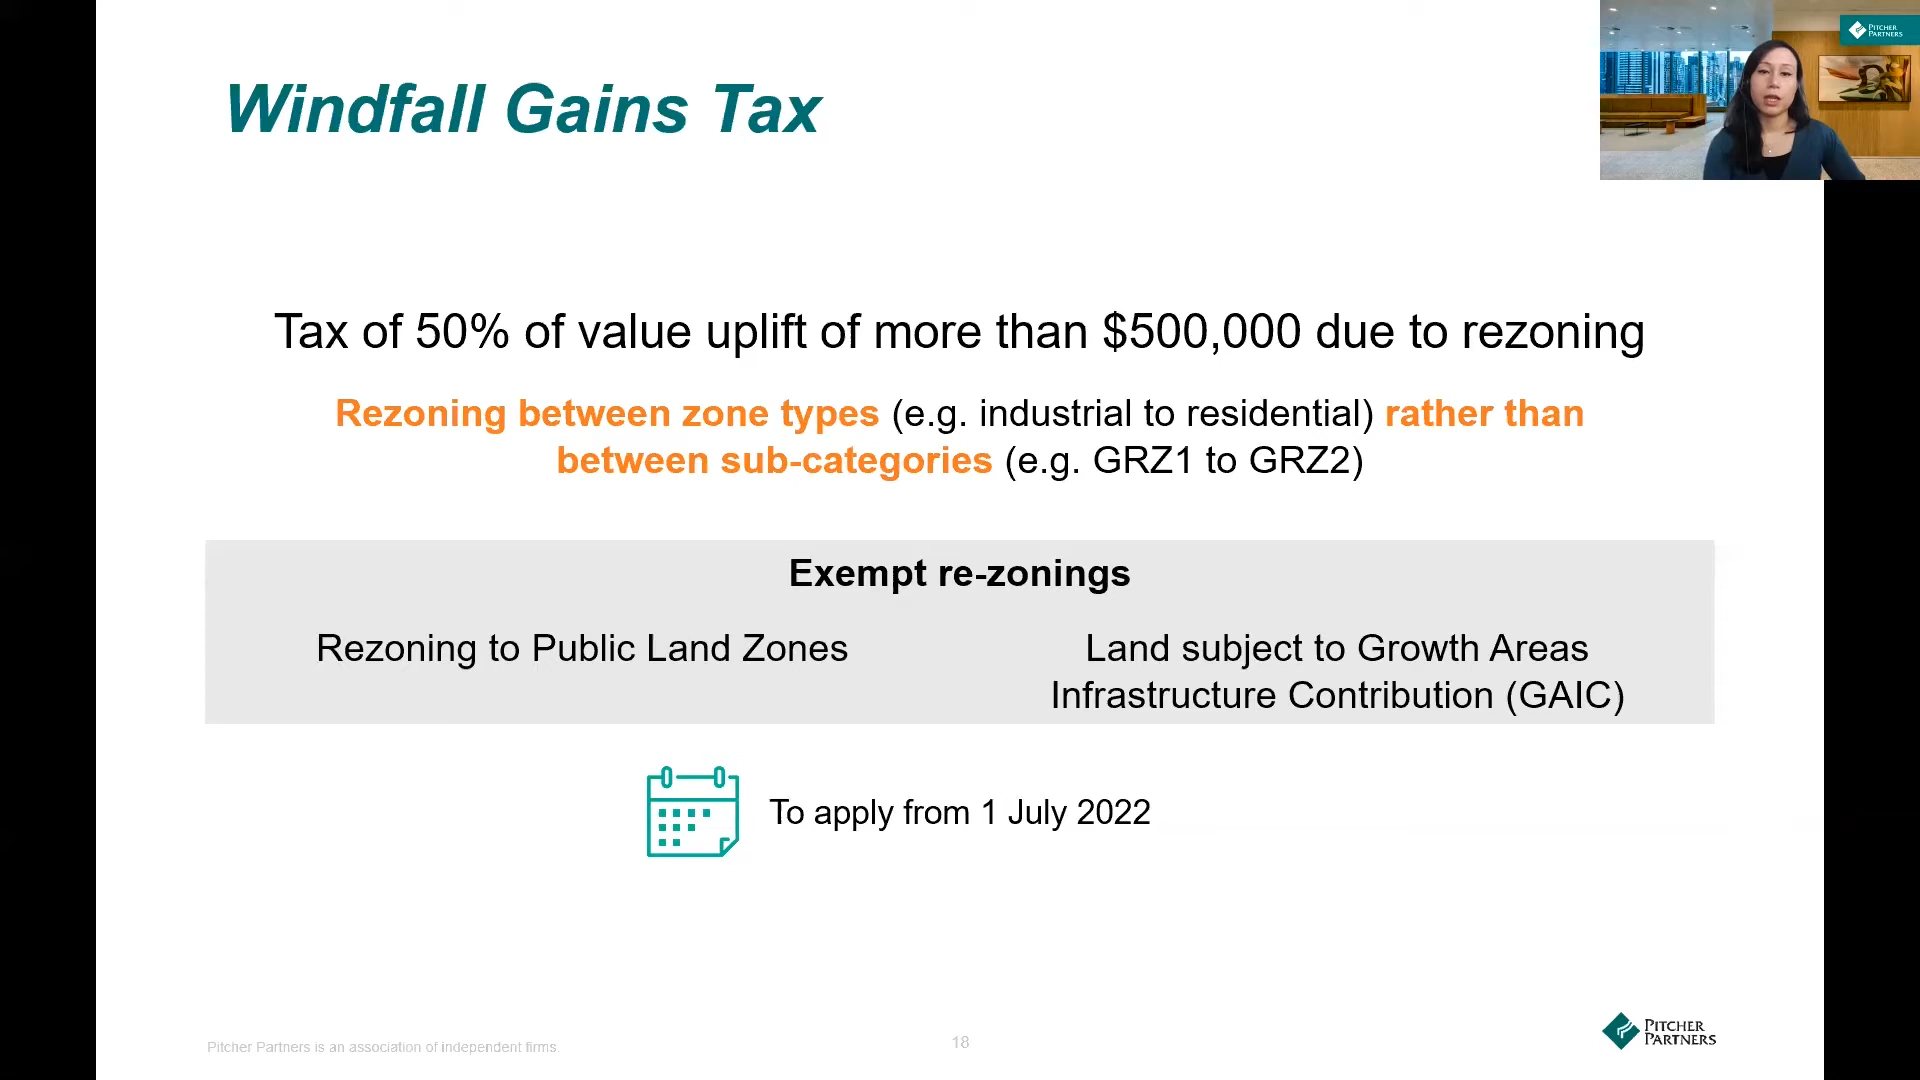 Windfall Gains Tax
PITCHER
PARTNERS
Tax of 50% of value uplift of more than $500,000 due to rezoning
Rezoning between zone types (e.g. industrial to residential) rather than
between sub-categories (e.g. GRZ1 to GRZ2)
Exempt re-zonings
Rezoning to Public Land Zones
Land subject to Growth Areas
Infrastructure Contribution (GAIC)
To apply from 1 July 2022
Pitcher Partners is an association of independent firms.
18
PITCHER
PARTNERS